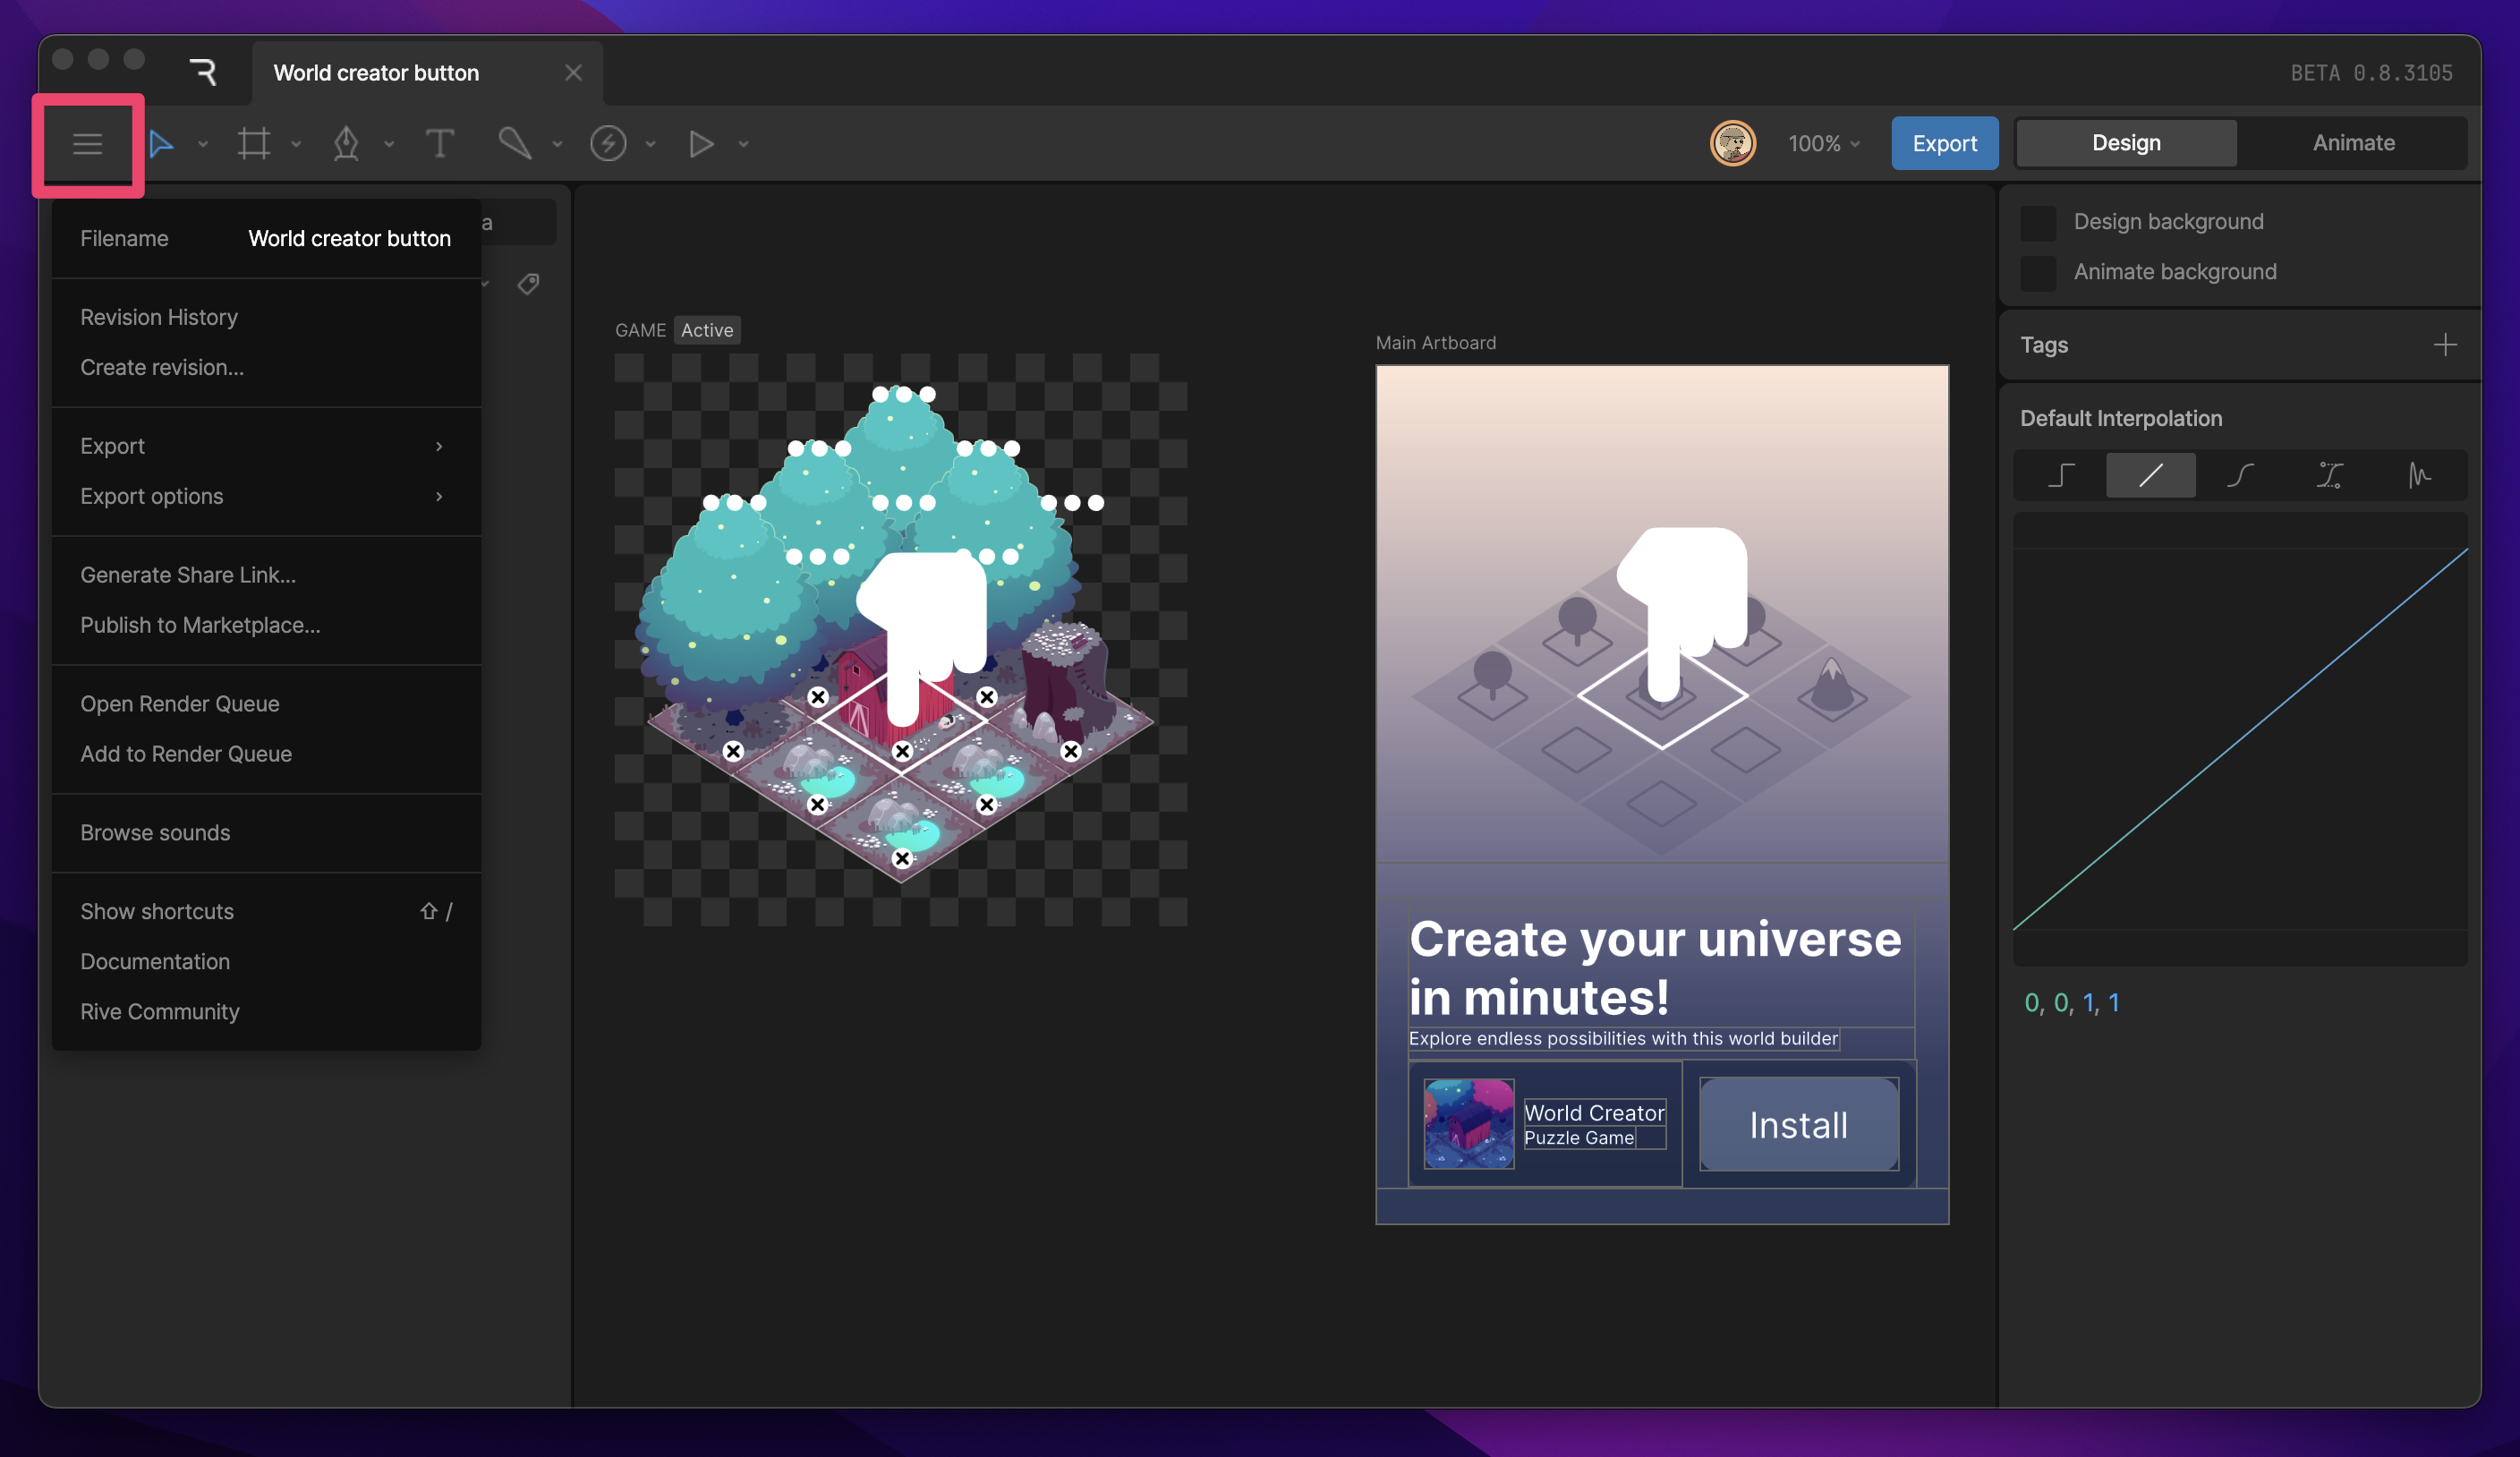 World creator button
BETA 0.8.3105
100%
Export
Design
Animate
Filename
World creator button
a
Revision History
Create revision...
Export
Export options
Generate Share Link...
Publish to Marketplace...
Open Render Queue
Add to Render Queue
Browse sounds
Show shortcuts
⇧ /
Documentation
Rive Community
GAME
Active
Main Artboard
Create your universe
in minutes!
Explore endless possibilities with this world builder
World Creator
Puzzle Game
Install
Design background
Animate background
Tags
Default Interpolation
0, 0, 1, 1